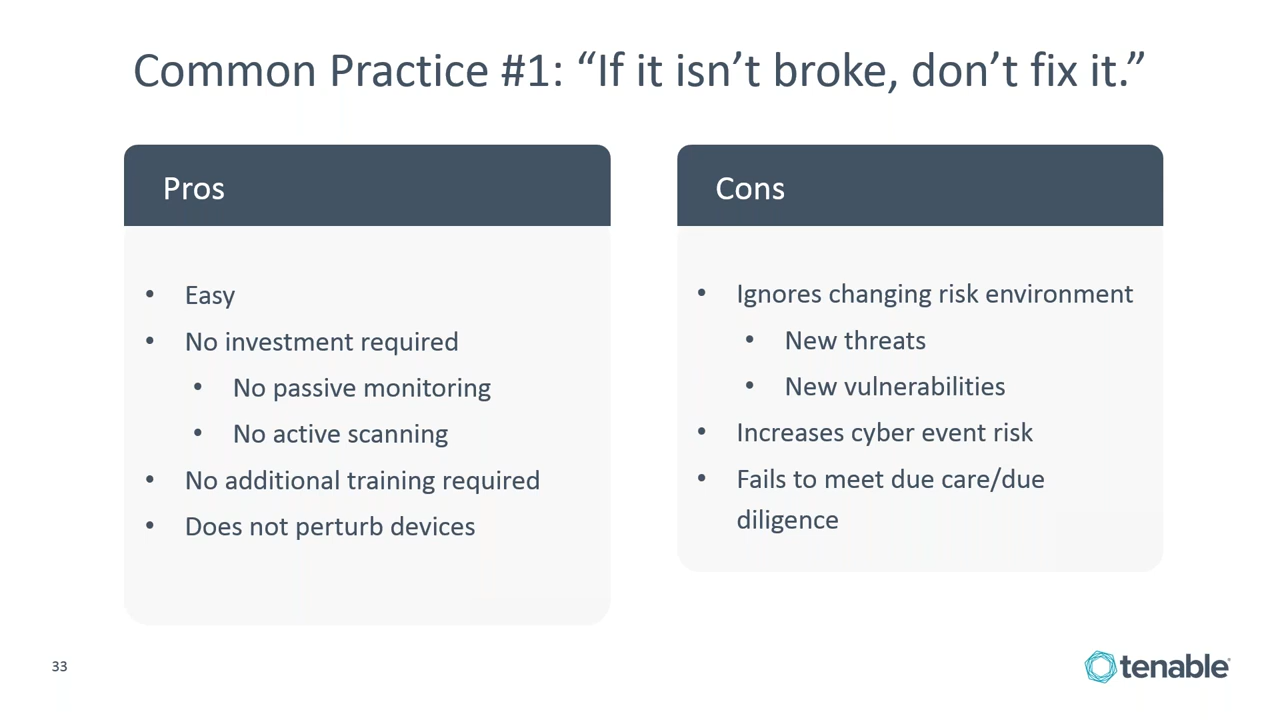 Common Practice #1: “If it isn’t broke, don’t fix it.”
Pros
• Easy
• No investment required
• No passive monitoring
• No active scanning
• No additional training required
• Does not perturb devices
Cons
• Ignores changing risk environment
• New threats
• New vulnerabilities
• Increases cyber event risk
• Fails to meet due care/due
diligence
33
tenable